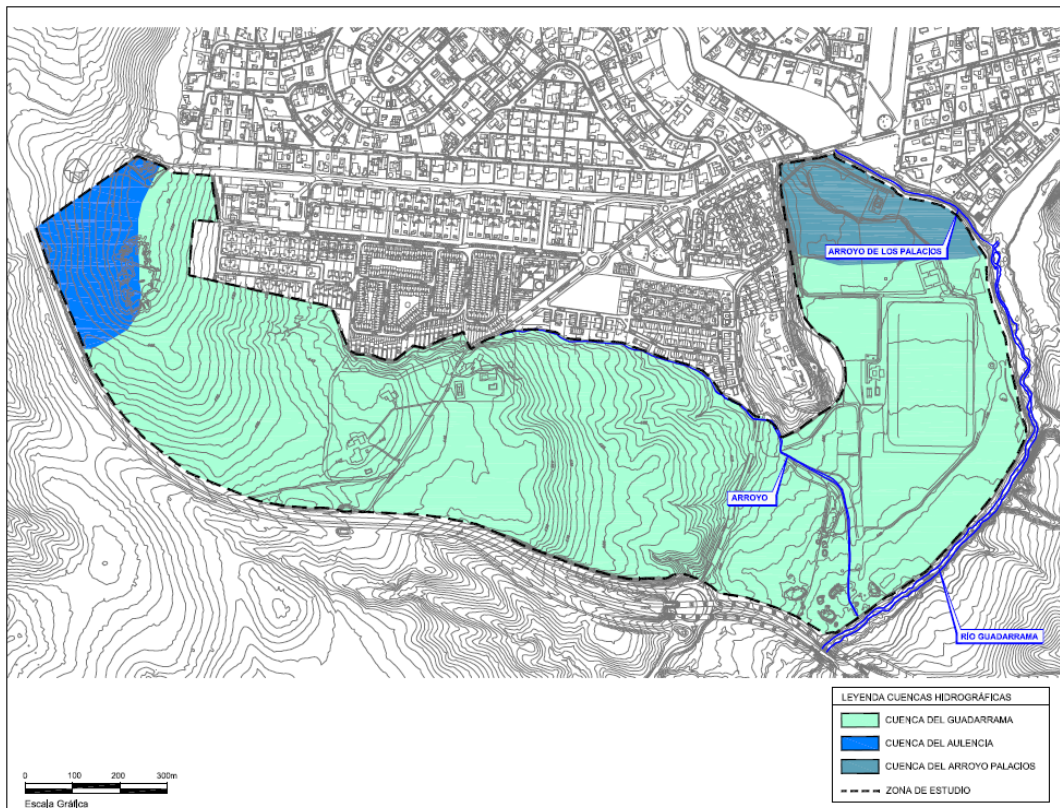 ARROYO DE LOS PALACIOS
ARROYO
RÍO GUADARRAMA
LEYENDA CUENCAS HIDROGRÁFICAS
CUENCA DEL GUADARRAMA
CUENCA DEL AULENCIA
CUENCA DEL ARROYO PALACIOS
ZONA DE ESTUDIO
0 100 200 300m
Escala Gráfica